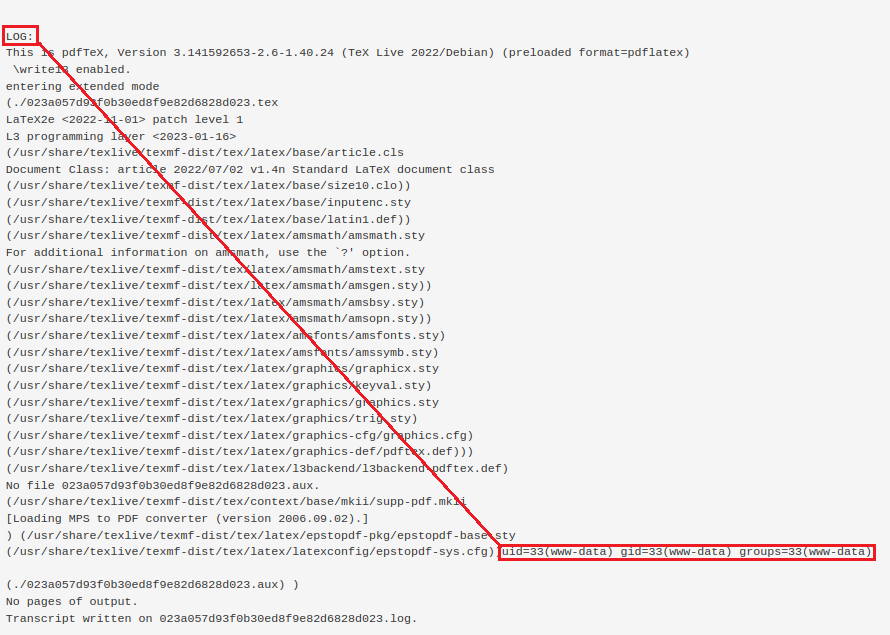 LOG:
This is pdfTeX, Version 3.141592653-2.6-1.40.24 (TeX Live 2022/Debian) (preloaded format=pdflatex)
 \write18 enabled.
entering extended mode
(./023a057d93f0b30ed8f9e82d6828d023.tex
LaTeX2e <2022-11-01> patch level 1
L3 programming layer <2023-01-16>
(/usr/share/texlive/texmf-dist/tex/latex/base/article.cls
Document Class: article 2022/07/02 v1.4n Standard LaTeX document class
(/usr/share/texlive/texmf-dist/tex/latex/base/size10.clo))
(/usr/share/texlive/texmf-dist/tex/latex/base/inputenc.sty
(/usr/share/texlive/texmf-dist/tex/latex/base/latin1.def))
(/usr/share/texlive/texmf-dist/tex/latex/amsmath/amsmath.sty
For additional information on amsmath, use the `?' option.
(/usr/share/texlive/texmf-dist/tex/latex/amsmath/amstext.sty
(/usr/share/texlive/texmf-dist/tex/latex/amsmath/amsgen.sty))
(/usr/share/texlive/texmf-dist/tex/latex/amsmath/amsbsy.sty)
(/usr/share/texlive/texmf-dist/tex/latex/amsmath/amsopn.sty))
(/usr/share/texlive/texmf-dist/tex/latex/amsfonts/amsfonts.sty)
(/usr/share/texlive/texmf-dist/tex/latex/amsfonts/amssymb.sty)
(/usr/share/texlive/texmf-dist/tex/latex/graphics/graphicx.sty
(/usr/share/texlive/texmf-dist/tex/latex/graphics/keyval.sty)
(/usr/share/texlive/texmf-dist/tex/latex/graphics/graphics.sty
(/usr/share/texlive/texmf-dist/tex/latex/graphics/trig.sty)
(/usr/share/texlive/texmf-dist/tex/latex/graphics-cfg/graphics.cfg)
(/usr/share/texlive/texmf-dist/tex/latex/graphics-def/pdftex.def)))
(/usr/share/texlive/texmf-dist/tex/latex/l3backend/l3backend-pdftex.def)
No file 023a057d93f0b30ed8f9e82d6828d023.aux.
(/usr/share/texlive/texmf-dist/tex/context/base/mkii/supp-pdf.mkii
[Loading MPS to PDF converter (version 2006.09.02).]
) (/usr/share/texlive/texmf-dist/tex/latex/epstopdf-pkg/epstopdf-base.sty
(/usr/share/texlive/texmf-dist/tex/latex/latexconfig/epstopdf-sys.cfg))uid=33(www-data) gid=33(www-data) groups=33(www-data)
(./023a057d93f0b30ed8f9e82d6828d023.aux) )
No pages of output.
Transcript written on 023a057d93f0b30ed8f9e82d6828d023.log.